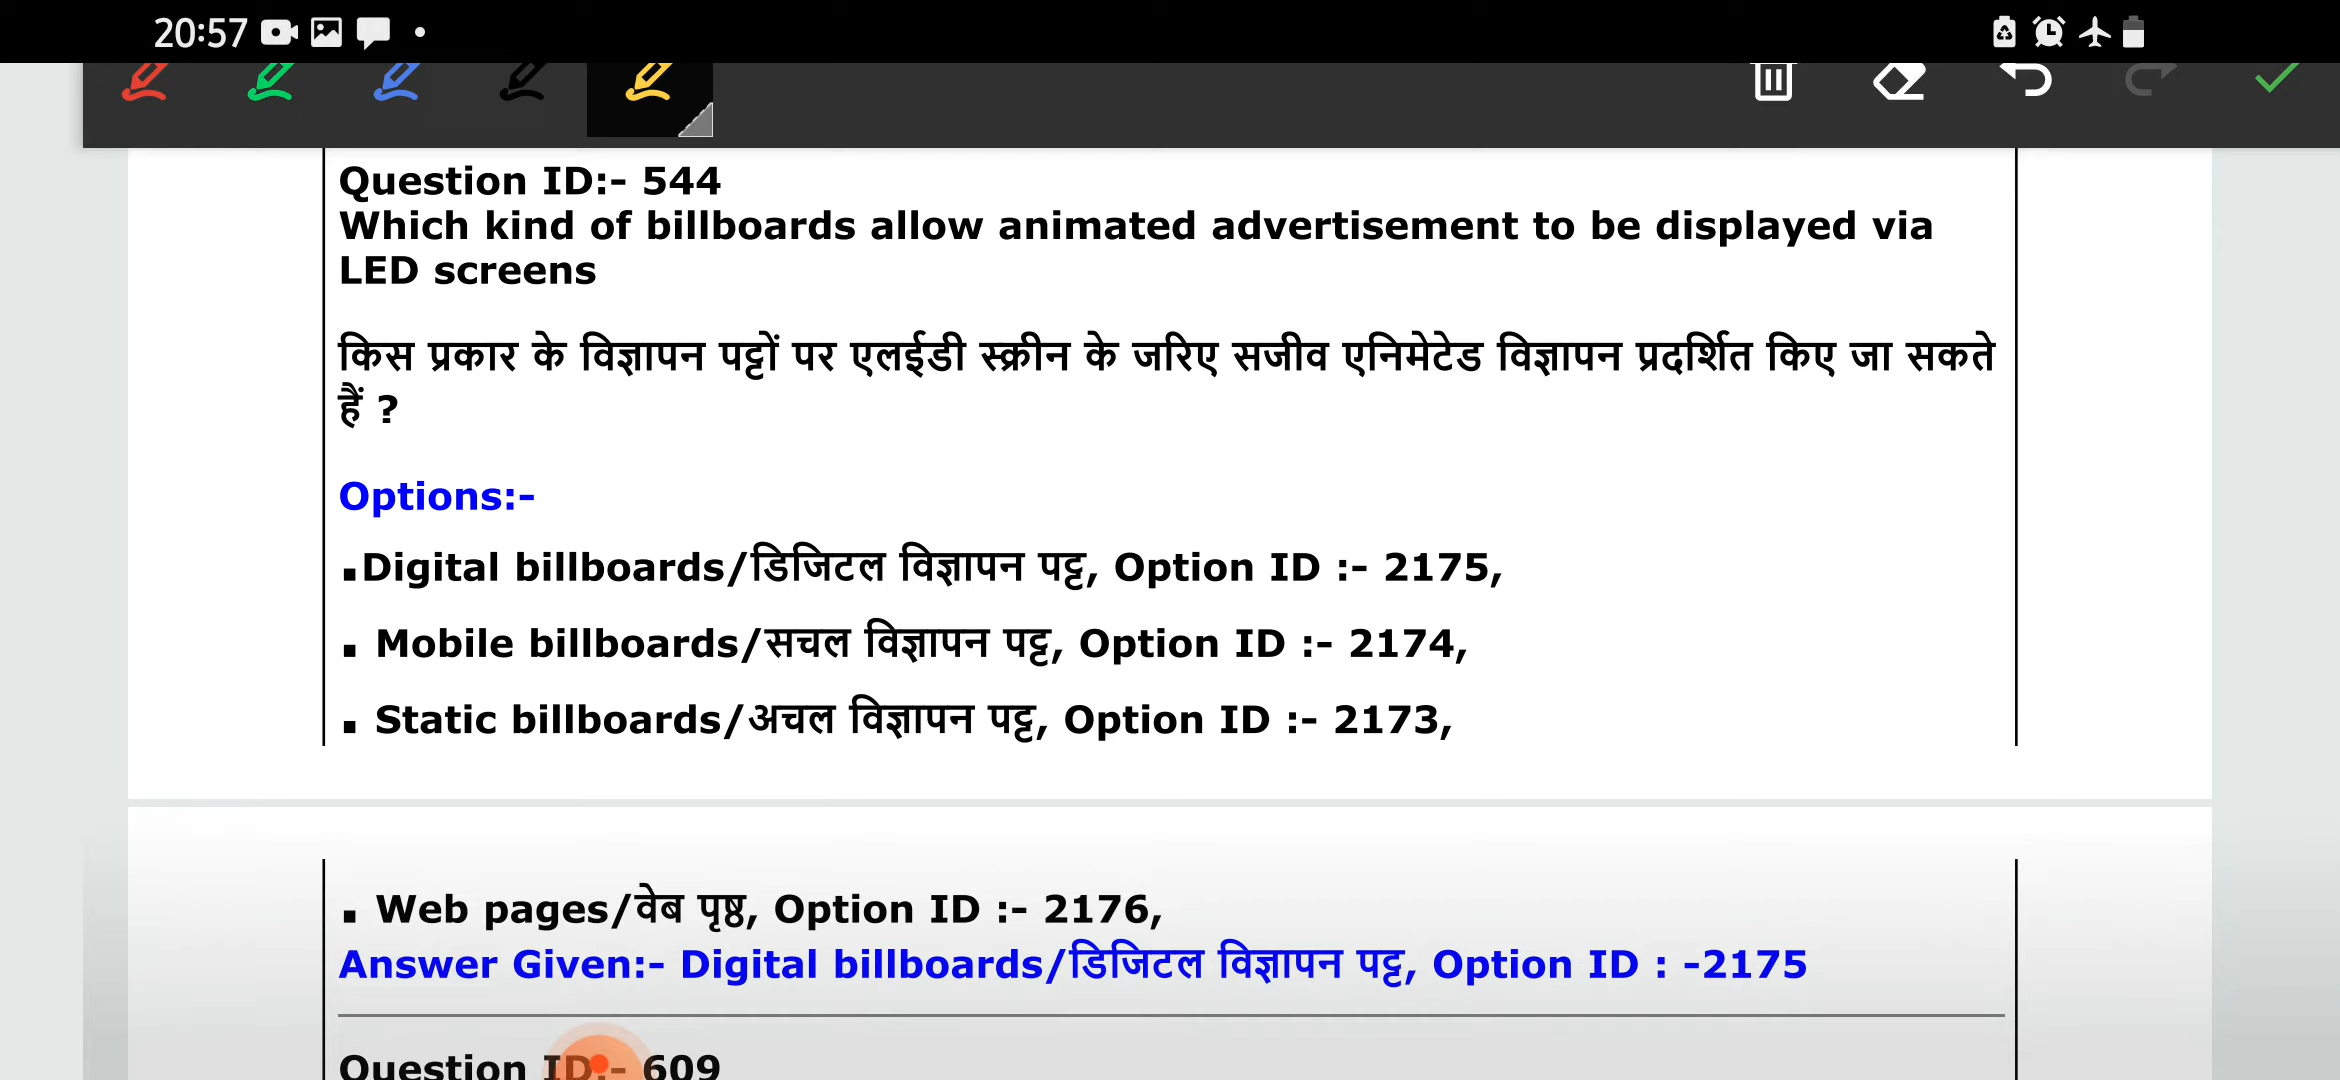 20:57
Question ID:- 544
Which kind of billboards allow animated advertisement to be displayed via
LED screens
किस प्रकार के विज्ञापन पट्टों पर एलईडी स्क्रीन के जरिए सजीव एनिमेटेड विज्ञापन प्रदर्शित किए जा सकते
हैं ?
Options:-
▪Digital billboards/डिजिटल विज्ञापन पट्ट, Option ID :- 2175,
▪ Mobile billboards/सचल विज्ञापन पट्ट, Option ID :- 2174,
▪ Static billboards/अचल विज्ञापन पट्ट, Option ID :- 2173,
▪ Web pages/वेब पृष्ठ, Option ID :- 2176,
Answer Given:- Digital billboards/डिजिटल विज्ञापन पट्ट, Option ID : -2175
Question ID:- 609